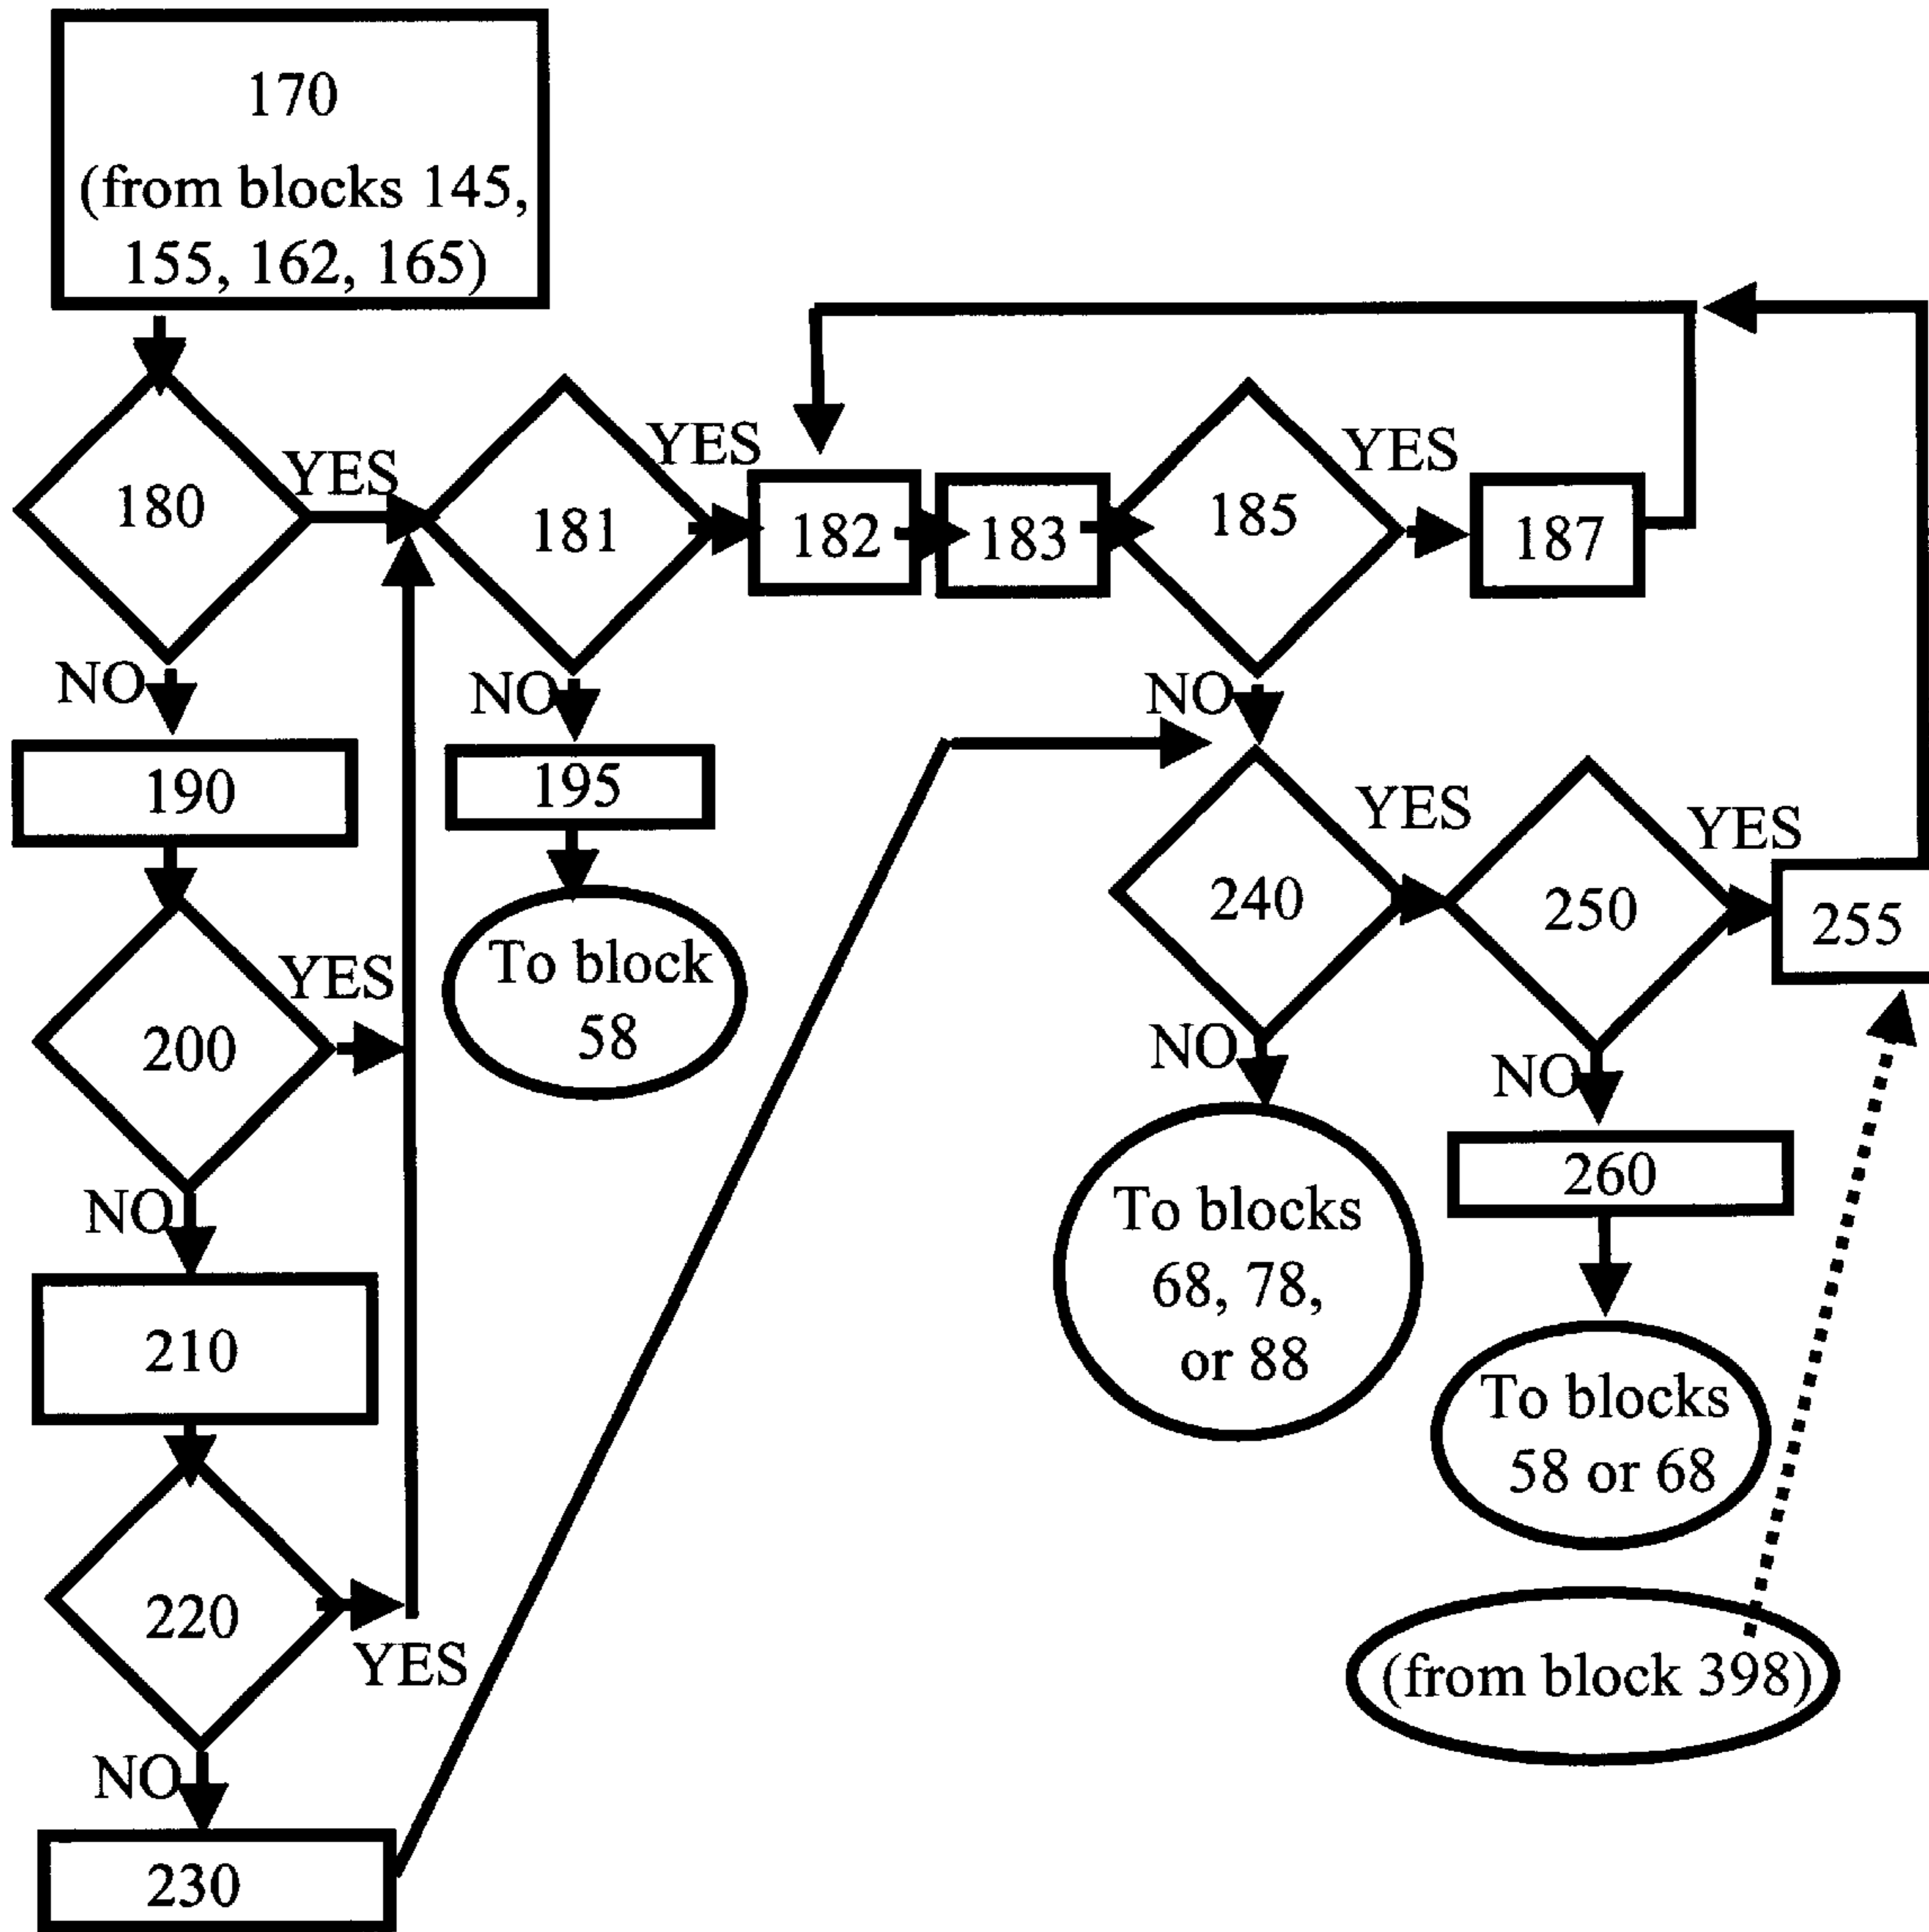 170
(from blocks 145,
155, 162, 165)
180
YES
181
YES
182
183
185
YES
187
NO
NO
NO
190
195
240
YES
250
YES
255
200
YES
To block
58
NO
NO
NO
210
To blocks
68, 78,
or 88
260
To blocks
58 or 68
220
YES
(from block 398)
NO
230